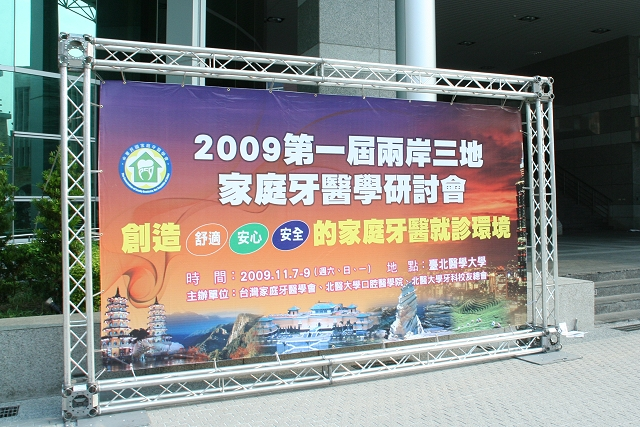 2009第一屆兩岸三地
家庭牙醫學研討會
創造 舒適 安心 安全 的家庭牙醫就診環境
時 間：2009.11.7-9（週六、日、一） 地 點：臺北醫學大學
主辦單位：台灣家庭牙醫學會、北醫大學口腔醫學院、北醫大學牙科校友總會